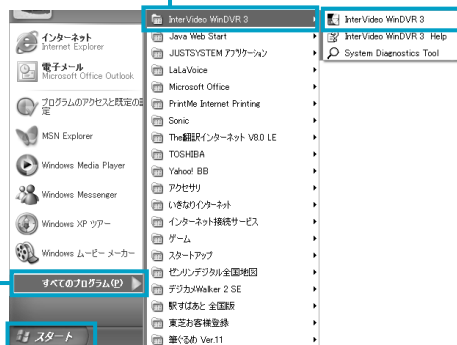 インターネット
Internet Explorer
電子メール
Microsoft Office Outlook
プログラムのアクセスと既定の
定
MSN Explorer
Windows Media Player
Windows Messenger
Windows XP ツアー
Windows ムービー メーカー
すべてのプログラム(P)
スタート
InterVideo WinDVR 3
Java Web Start
JUSTSYSTEM アプリケーション
LaLaVoice
Microsoft Office
PrintMe Internet Printing
Sonic
The翻訳インターネット V8.0 LE
TOSHIBA
Yahoo! BB
アクセサリ
いきなりインターネット
インターネット接続サービス
ゲーム
スタートアップ
ゼンリンデジタル全国地図
デジカメWalker 2 SE
駅すぱあと 全国版
東芝お客様登録
筆ぐるめ Ver.11
InterVideo WinDVR 3
InterVideo WinDVR 3 Help
System Diagnostics Tool